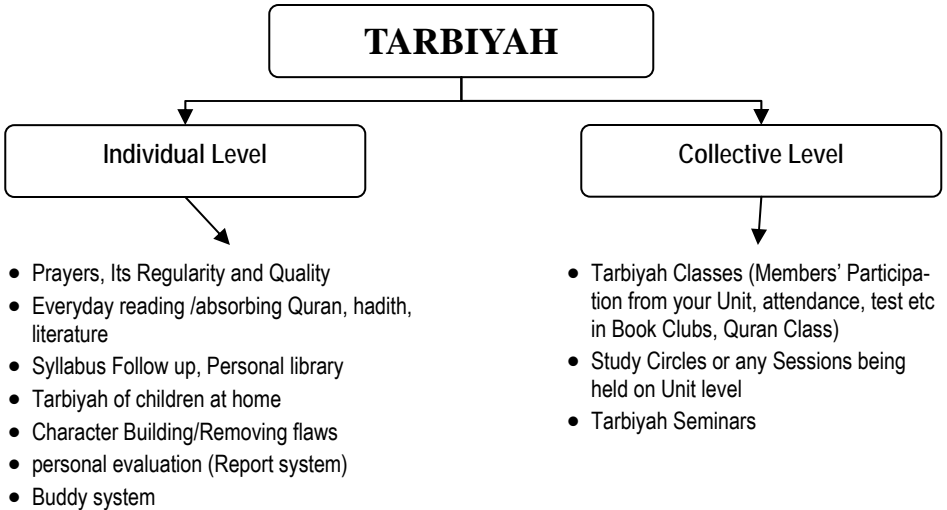 TARBIYAH
Individual Level
Collective Level
• Prayers, Its Regularity and Quality
• Everyday reading /absorbing Quran, hadith,
literature
• Syllabus Follow up, Personal library
• Tarbiyah of children at home
• Character Building/Removing flaws
• personal evaluation (Report system)
• Buddy system
• Tarbiyah Classes (Members’ Participa-
tion from your Unit, attendance, test etc
in Book Clubs, Quran Class)
• Study Circles or any Sessions being
held on Unit level
• Tarbiyah Seminars